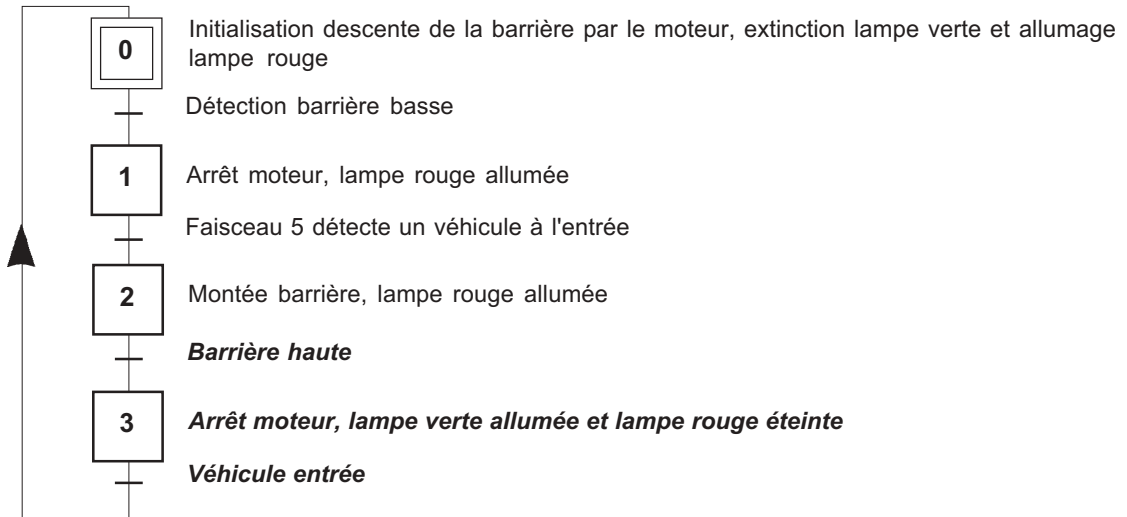 0
Initialisation descente de la barrière par le moteur, extinction lampe verte et allumage
lampe rouge
Détection barrière basse
1
Arrêt moteur, lampe rouge allumée
Faisceau 5 détecte un véhicule à l'entrée
2
Montée barrière, lampe rouge allumée
Barrière haute
3
Arrêt moteur, lampe verte allumée et lampe rouge éteinte
Véhicule entrée